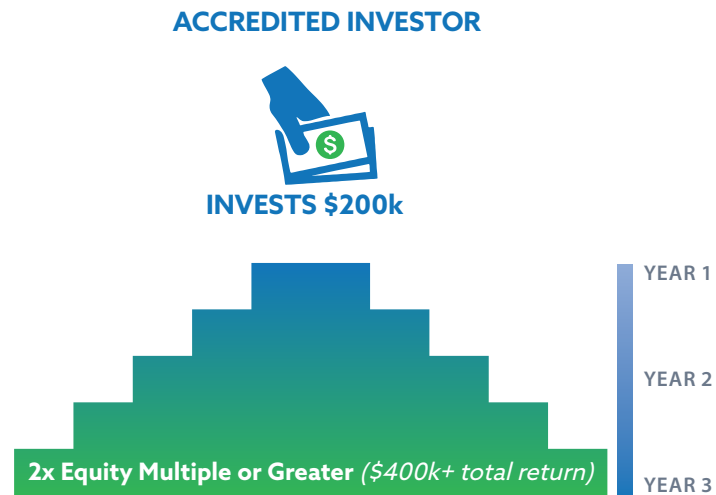 ACCREDITED INVESTOR
$
INVESTS $200k
YEAR 1
YEAR 2
2x Equity Multiple or Greater ($400k+ total return)
YEAR 3